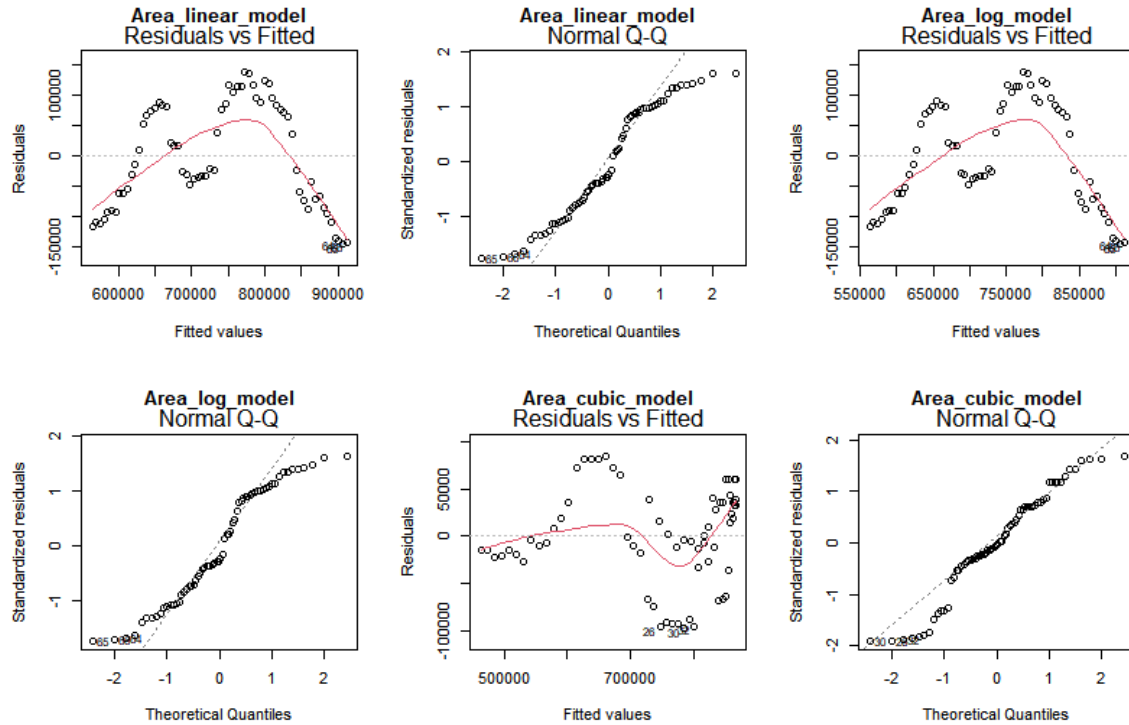 Area_linear_model
Residuals vs Fitted
Residuals
100000
0
-150000
600000 700000 800000 900000
Fitted values
Area_linear_model
Normal Q-Q
Standardized residuals
2
1
0
-1
65
-2 -1 0 1 2
Theoretical Quantiles
Area_log_model
Residuals vs Fitted
Residuals
100000
0
-150000
550000 650000 750000 850000
Fitted values
Area_log_model
Normal Q-Q
Standardized residuals
2
1
0
-1
65
-2 -1 0 1 2
Theoretical Quantiles
Area_cubic_model
Residuals vs Fitted
Residuals
50000
0
-100000
26
30
500000 700000
Fitted values
Area_cubic_model
Normal Q-Q
Standardized residuals
2
1
0
-1
-2
30
-2 -1 0 1 2
Theoretical Quantiles